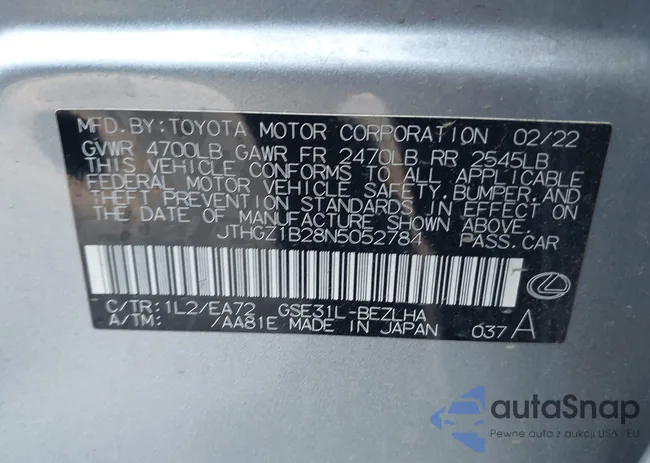 MFD. BY: TOYOTA MOTOR CORPORATION 02/22
GVWR 4700LB GAWR FR 2470LB RR 2545LB
THIS VEHICLE CONFORMS TO ALL APPLICABLE
FEDERAL MOTOR VEHICLE SAFETY, BUMPER, AND
THEFT PREVENTION STANDARDS IN EFFECT ON
THE DATE OF MANUFACTURE SHOWN ABOVE.
JTHGZ1B28N5052784 PASS. CAR
C/TR: 1L2/EA72 GSE31L-BEZLHA
A/TM: /AA81E MADE IN JAPAN 037 A
autoSnap
Pewne auta z aukcji USA i EU